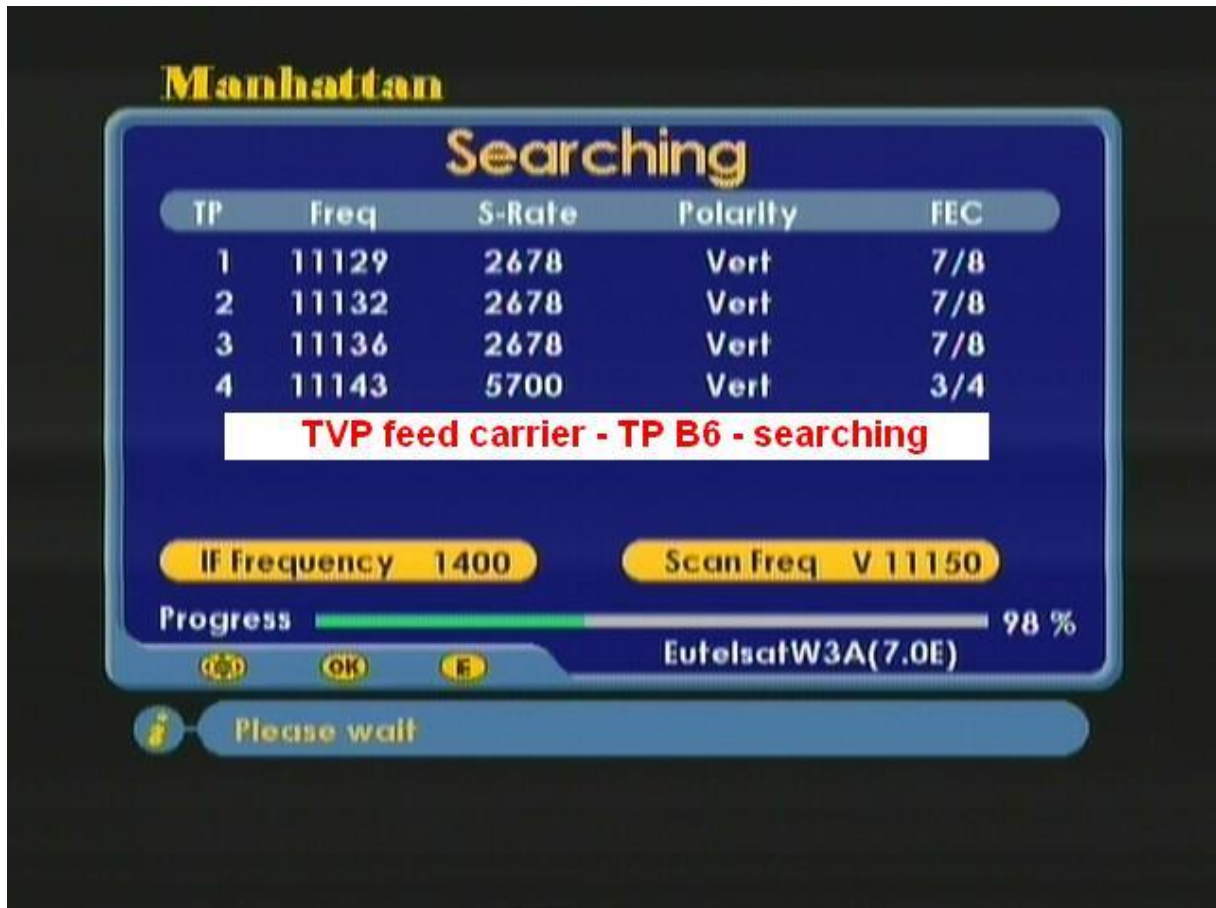 Manhattan
Searching
TP Freq S-Rate Polarity FEC
1 11129 2678 Vert 7/8
2 11132 2678 Vert 7/8
3 11136 2678 Vert 7/8
4 11143 5700 Vert 3/4
TVP feed carrier - TP B6 - searching
IF Frequency 1400 Scan Freq V 11150
Progress 98 %
EutelsatW3A(7.0E)
OK E
i Please wait